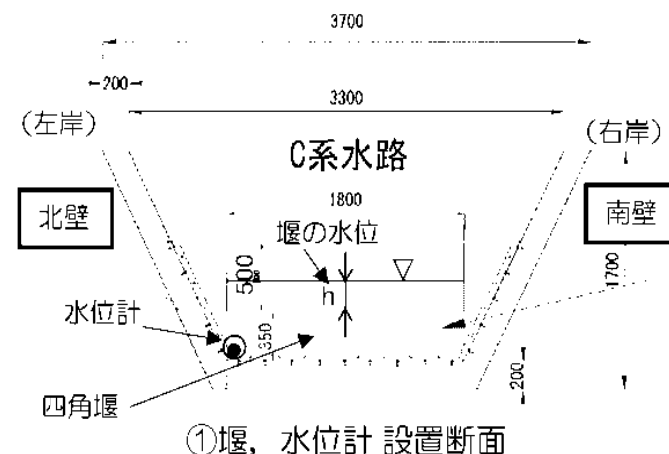 3700
200
3300
(左岸)
(右岸)
C系水路
1800
北壁
南壁
堰の水位
500
h
1700
水位計
350
200
四角堰
①堰，水位計 設置断面